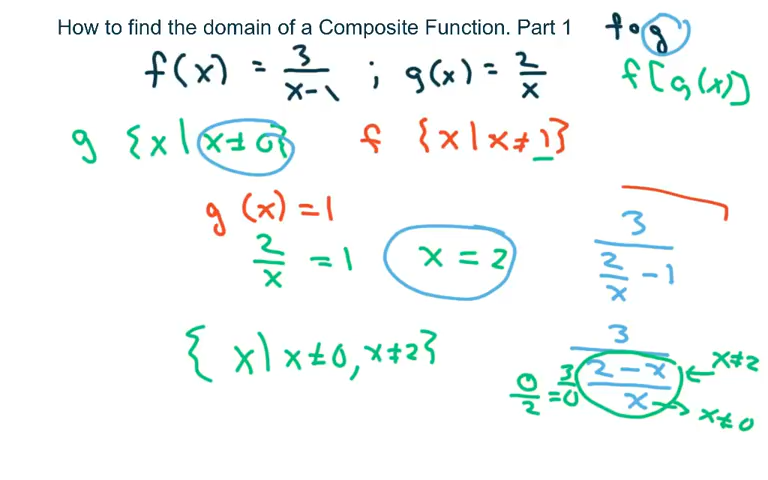 How to find the domain of a Composite Function. Part 1 f∘g
f(x) = 3/(x-1) ; g(x) = 2/x f[g(x)]
g {x | x ≠ 0} f {x | x ≠ 1}
g(x) = 1
2/x = 1 x = 2 3/(2/x - 1)
{x | x ≠ 0, x ≠ 2} 3/((2-x)/x) x ≠ 2
0/2 = 3/0 x ≠ 0